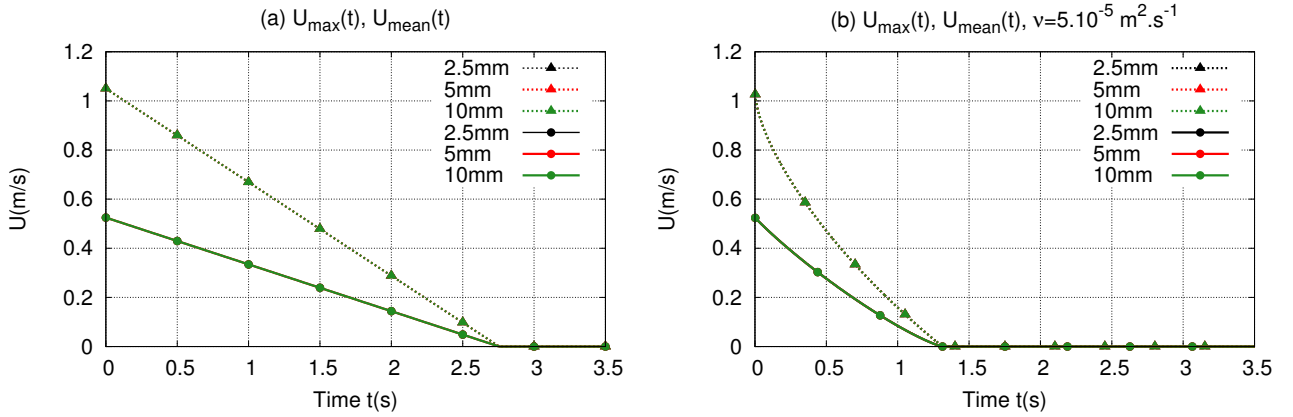 (a) U_max(t), U_mean(t)
1.2
1
0.8
0.6
0.4
0.2
0
U(m/s)
2.5mm
5mm
10mm
2.5mm
5mm
10mm
0 0.5 1 1.5 2 2.5 3 3.5
Time t(s)
(b) U_max(t), U_mean(t), ν=5.10^-5 m^2.s^-1
1.2
1
0.8
0.6
0.4
0.2
0
U(m/s)
2.5mm
5mm
10mm
2.5mm
5mm
10mm
0 0.5 1 1.5 2 2.5 3 3.5
Time t(s)